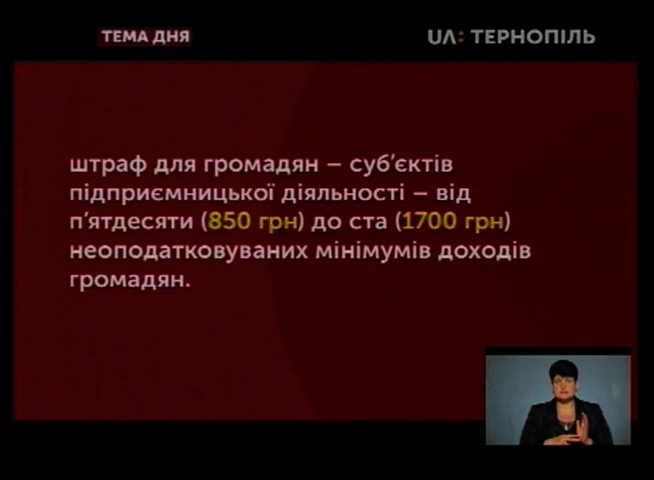 ТЕМА ДНЯ
UA: ТЕРНОПІЛЬ
штраф для громадян – суб'єктів
підприємницької діяльності – від
п'ятдесяти (850 грн) до ста (1700 грн)
неоподатковуваних мінімумів доходів
громадян.